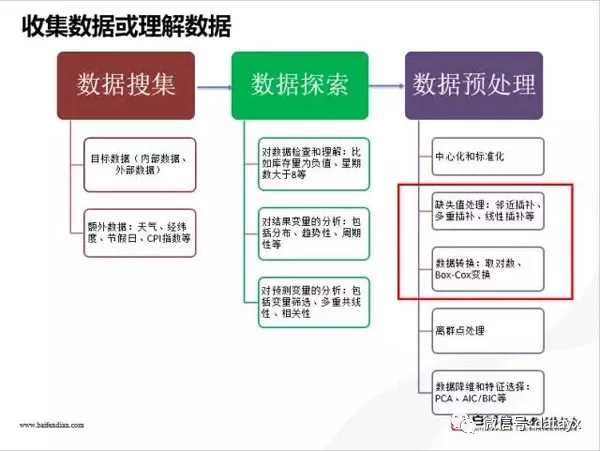 收集数据或理解数据
数据搜集
数据探索
数据预处理
目标数据（内部数据、
外部数据）
额外数据：天气、经纬
度、节假日、CPI指数等
对数据检查和理解：比
如库存量为负值、星期
数大于8等
对结果变量的分析：包
括分布、趋势性、周期
性等
对预测变量的分析：包
括变量筛选、多重共线
性、相关性
中心化和标准化
缺失值处理：邻近插补、
多重插补、线性插补等
数据转换：取对数、
Box-Cox变换
离群点处理
数据降维和特征选择：
PCA、AIC/BIC等
www.baifendian.com
微信号: datayx